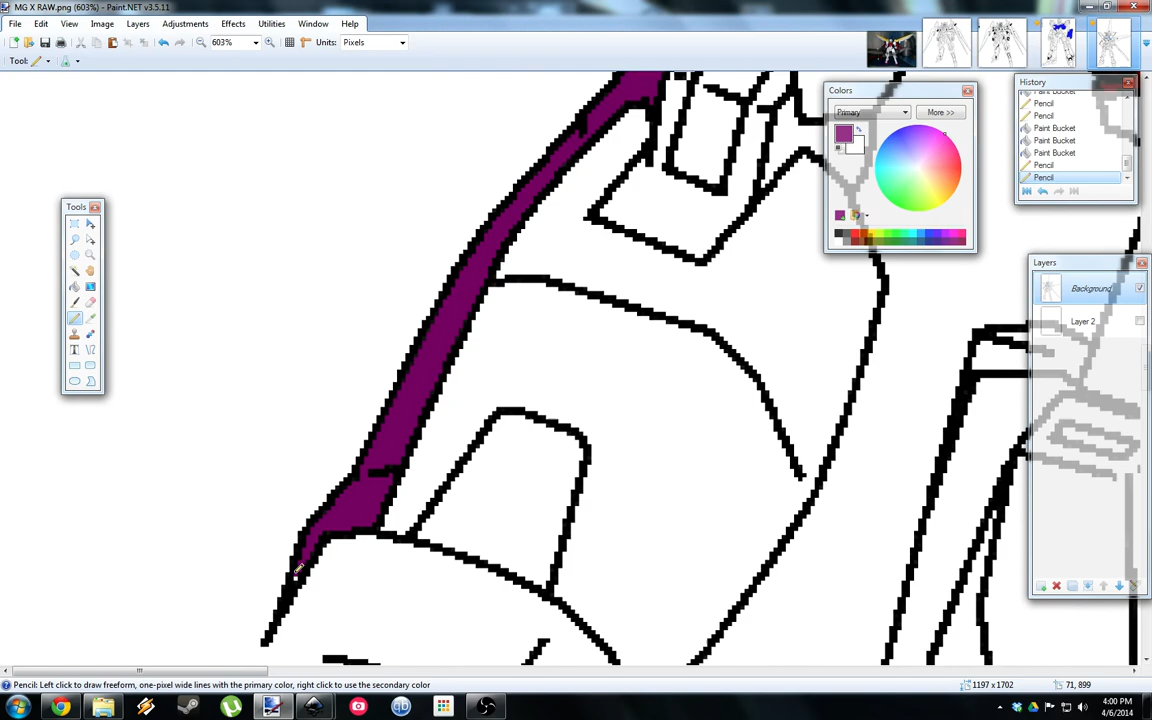 MG X RAW.png (603%) - Paint.NET v3.5.11
File Edit View Image Layers Adjustments Effects Utilities Window Help
603% Units: Pixels
Tool:
Colors
Primary More >>
History
Paint Bucket
Pencil
Pencil
Paint Bucket
Paint Bucket
Paint Bucket
Pencil
Pencil
Tools
Layers
Background
Layer 2
Pencil: Left click to draw freeform, one-pixel wide lines with the primary color, right click to use the secondary color
1197 x 1702
71, 899
4:00 PM
4/6/2014